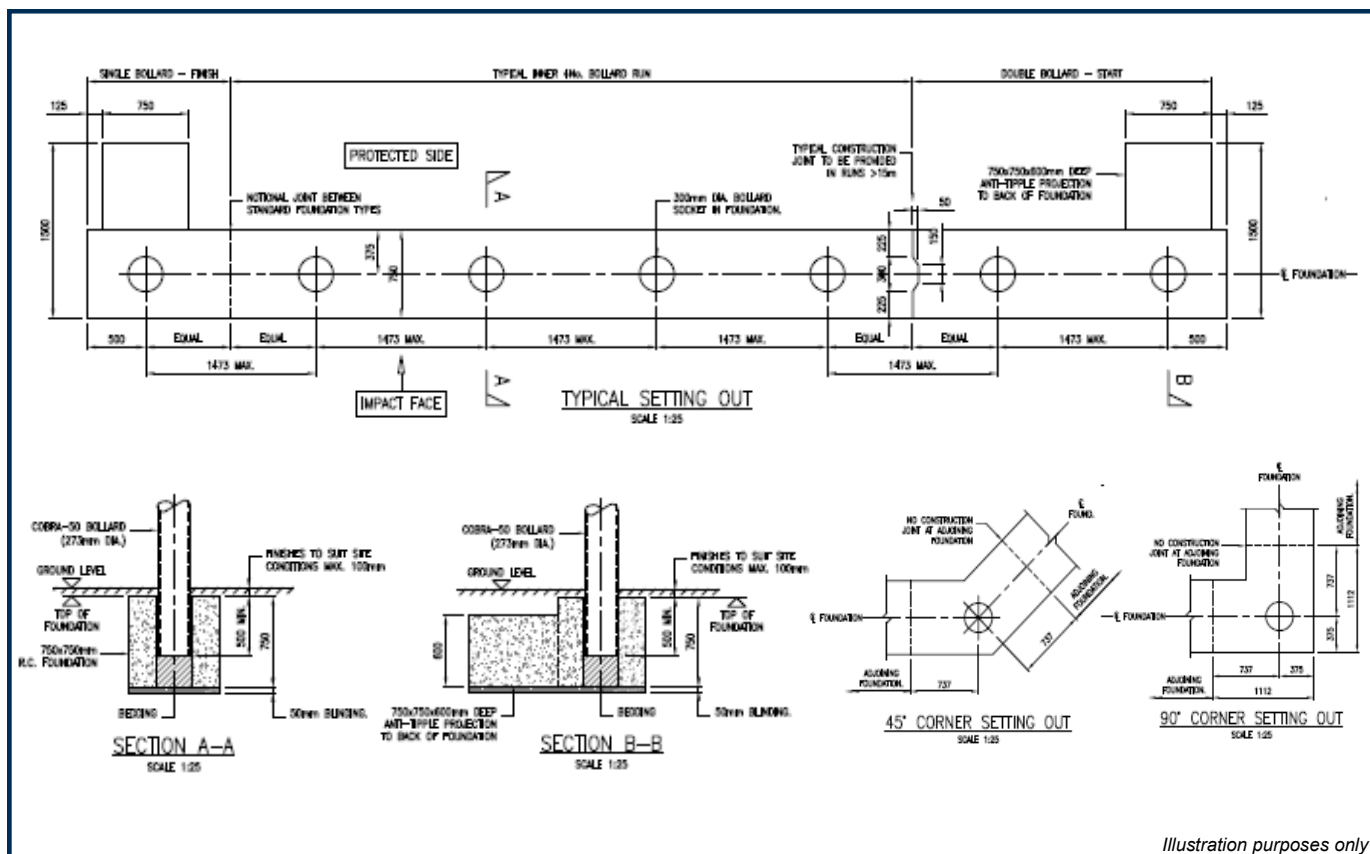 SINGLE BOLLARD – FINISH
TYPICAL INNER 4No. BOLLARD RUN
DOUBLE BOLLARD – START
125
750
750
125
PROTECTED SIDE
A
TYPICAL CONSTRUCTION
JOINT TO BE PROVIDED
IN RUNS >15m
750x750x600mm DEEP
ANTI-TIPPLE PROJECTION
TO BACK OF FOUNDATION
NOTIONAL JOINT BETWEEN
STANDARD FOUNDATION TYPES
300mm DIA. BOLLARD
SOCKET IN FOUNDATION.
50
1500
375
750
225
300
225
150
1500
℄ FOUNDATION
500
EQUAL
EQUAL
1473 MAX.
1473 MAX.
1473 MAX.
EQUAL
EQUAL
1473 MAX.
500
1473 MAX.
1473 MAX.
IMPACT FACE
A
B
TYPICAL SETTING OUT
SCALE 1:25
COBRA-50 BOLLARD
(273mm DIA.)
GROUND LEVEL
TOP OF
FOUNDATION
750x750mm
R.C. FOUNDATION
FINISHES TO SUIT SITE
CONDITIONS MAX. 100mm
500 MIN.
750
BEDDING
50mm BLINDING.
SECTION A-A
SCALE 1:25
COBRA-50 BOLLARD
(273mm DIA.)
GROUND LEVEL
FINISHES TO SUIT SITE
CONDITIONS MAX. 100mm
TOP OF
FOUNDATION
600
500 MIN.
750
750x750x600mm DEEP
ANTI-TIPPLE PROJECTION
TO BACK OF FOUNDATION
BEDDING
50mm BLINDING.
SECTION B-B
SCALE 1:25
℄
FOUND.
NO CONSTRUCTION
JOINT AT ADJOINING
FOUNDATION
ADJOINING
FOUNDATION.
℄ FOUNDATION
737
ADJOINING
FOUNDATION.
737
45° CORNER SETTING OUT
SCALE 1:25
℄
FOUNDATION
ADJOINING
FOUNDATION.
NO CONSTRUCTION
JOINT AT ADJOINING
FOUNDATION
737
1112
375
℄ FOUNDATION
737
375
ADJOINING
FOUNDATION.
1112
90° CORNER SETTING OUT
SCALE 1:25
Illustration purposes only